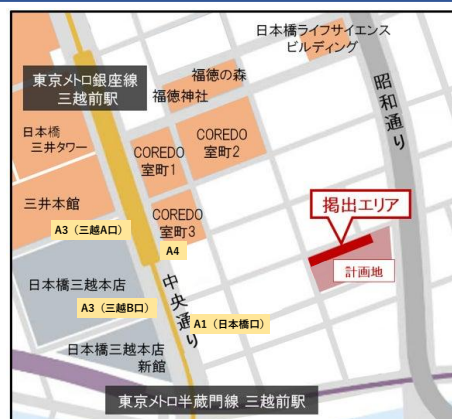 日本橋ライフサイエンス
ビルディング
東京メトロ銀座線
三越前駅
福徳の森
福徳神社
昭和通り
日本橋
三井タワー
COREDO
室町1
COREDO
室町2
三井本館
COREDO
室町3
掲出エリア
A3（三越A口）
A4
計画地
日本橋三越本店
中央通り
A3（三越B口）
A1（日本橋口）
日本橋三越本店
新館
東京メトロ半蔵門線 三越前駅